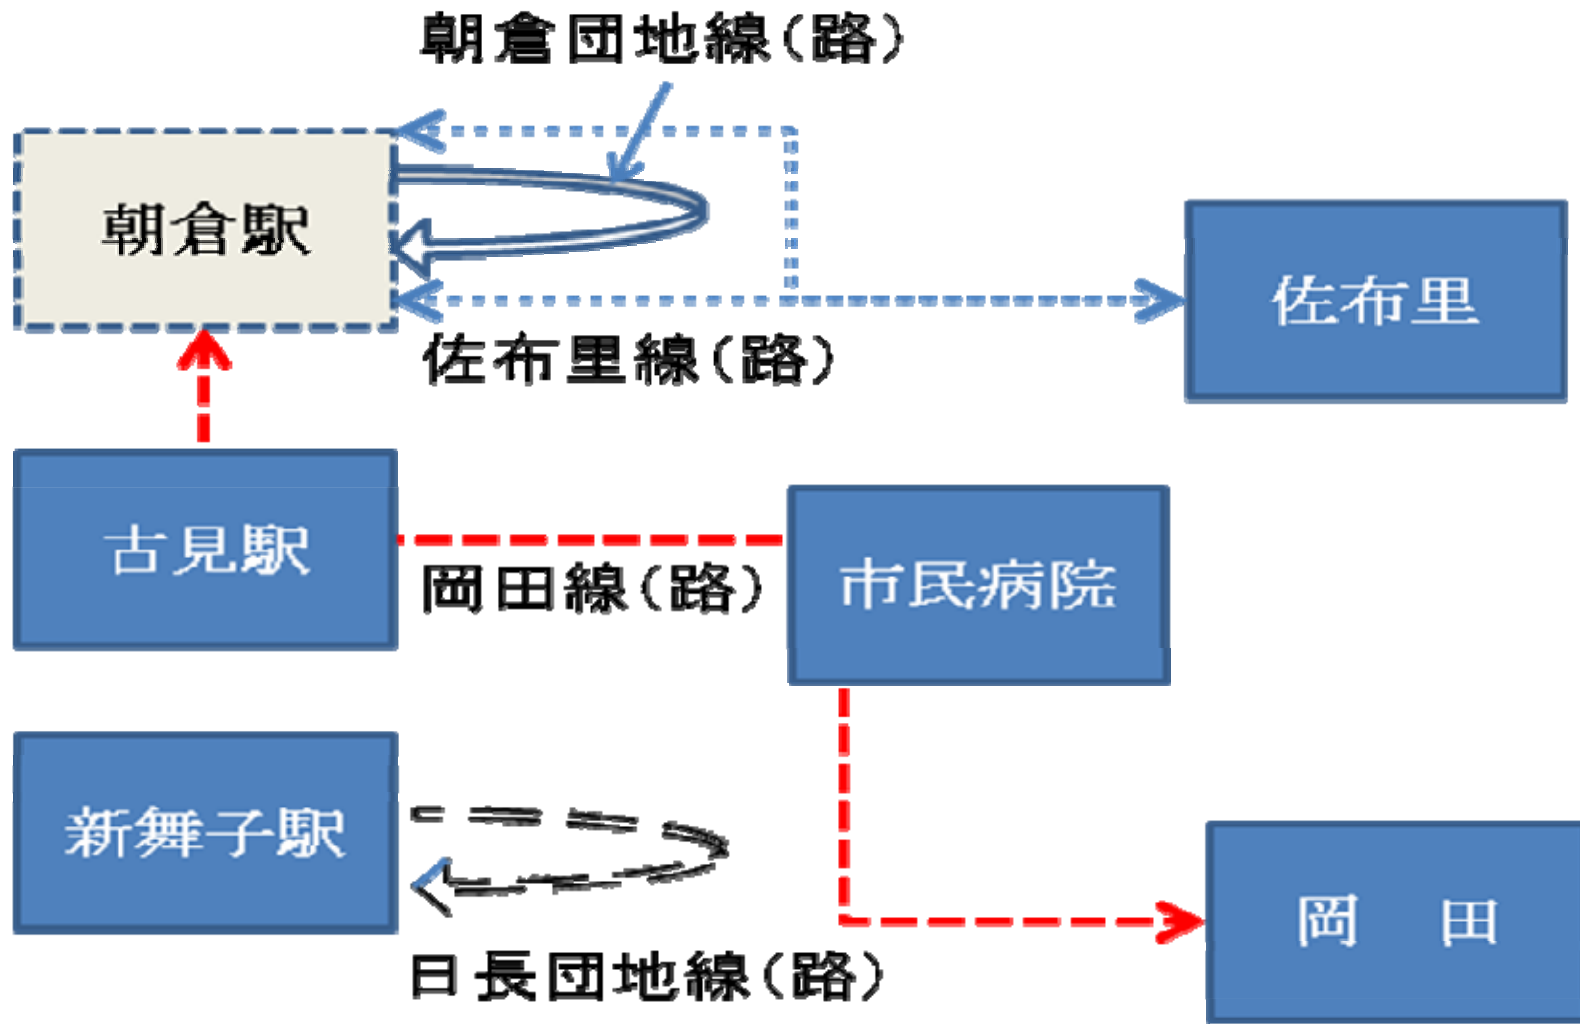 朝倉団地線(路)
朝倉駅
佐布里
佐布里線(路)
古見駅
岡田線(路)
市民病院
新舞子駅
岡　田
日長団地線(路)